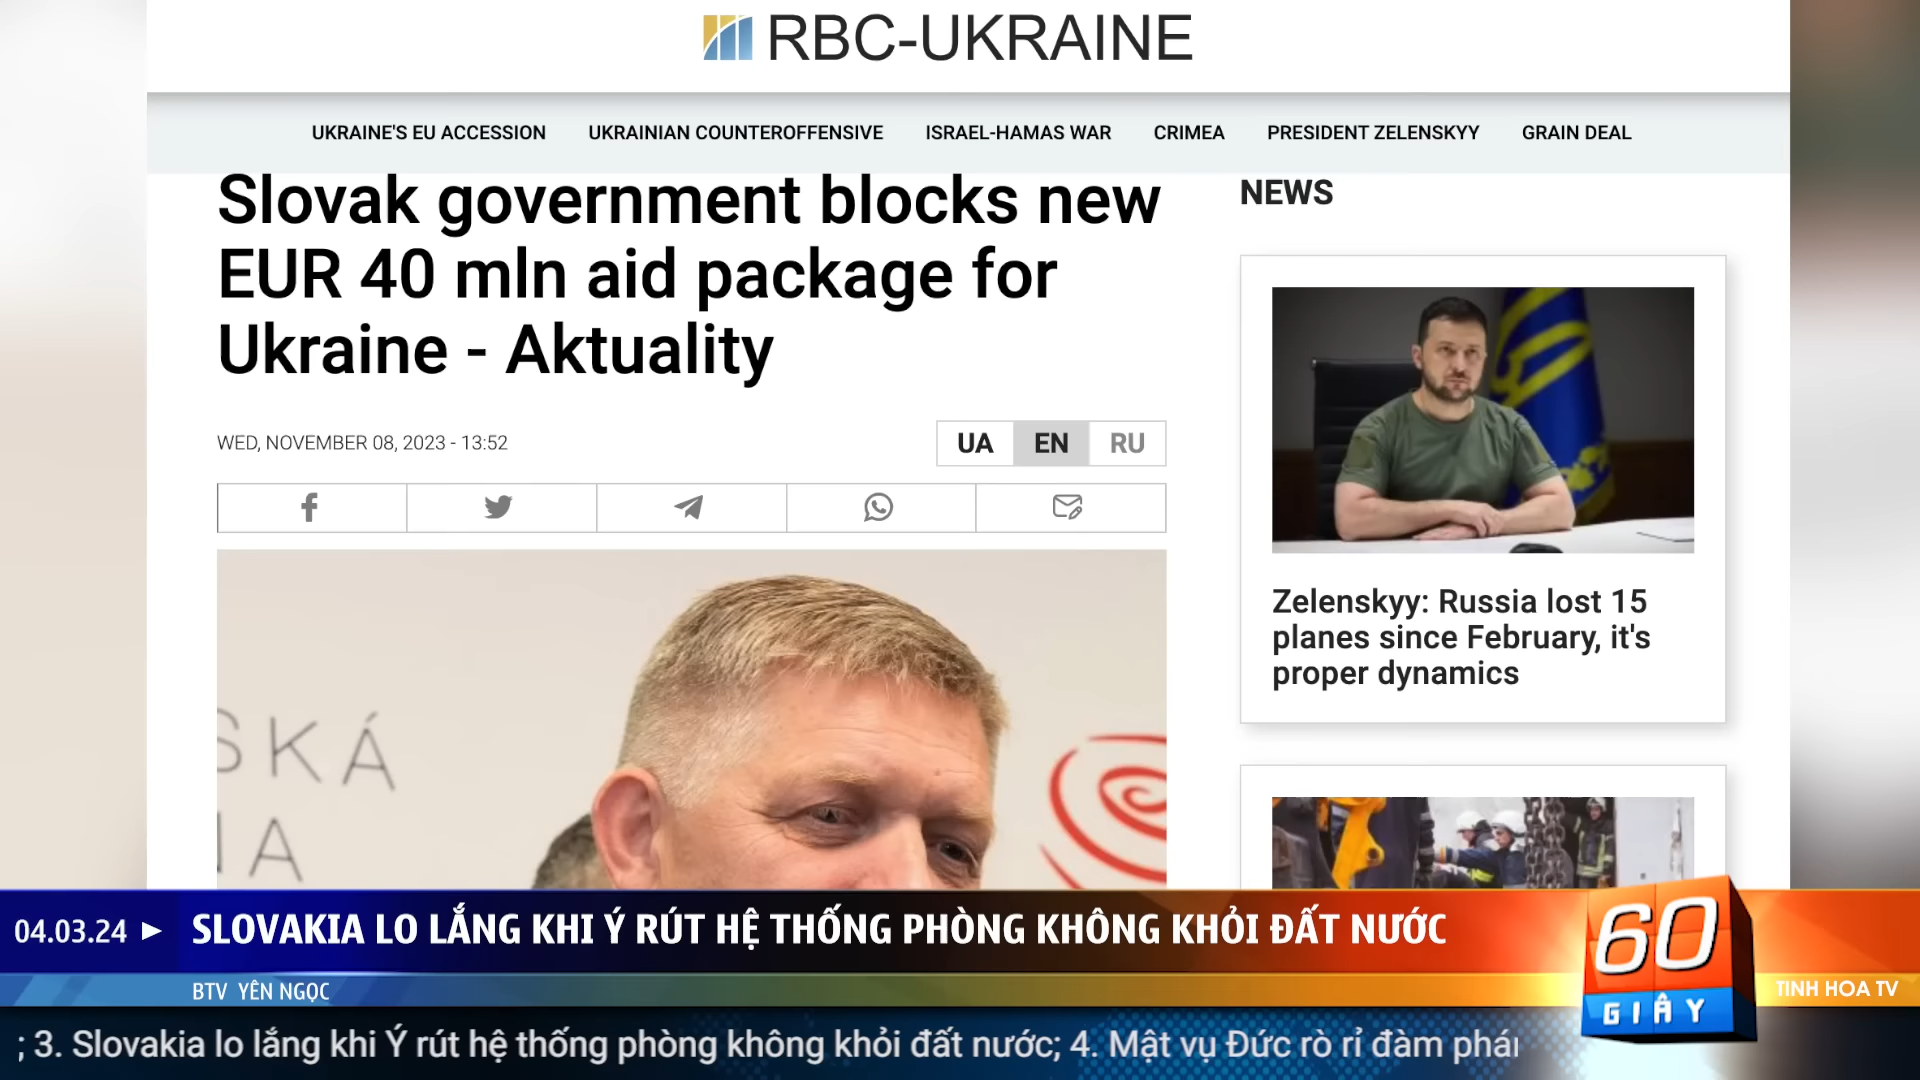 RBC-UKRAINE
UKRAINE'S EU ACCESSION UKRAINIAN COUNTEROFFENSIVE ISRAEL-HAMAS WAR CRIMEA PRESIDENT ZELENSKYY GRAIN DEAL
Slovak government blocks new
EUR 40 mln aid package for
Ukraine - Aktuality
WED, NOVEMBER 08, 2023 - 13:52
UA EN RU
SKÁ
NA
NEWS
Zelenskyy: Russia lost 15
planes since February, it's
proper dynamics
04.03.24 SLOVAKIA LO LẮNG KHI Ý RÚT HỆ THỐNG PHÒNG KHÔNG KHỎI ĐẤT NƯỚC
BTV YÊN NGỌC
60
GIÂY
TINH HOA TV
; 3. Slovakia lo lắng khi Ý rút hệ thống phòng không khỏi đất nước; 4. Mật vụ Đức rò rỉ đàm phán